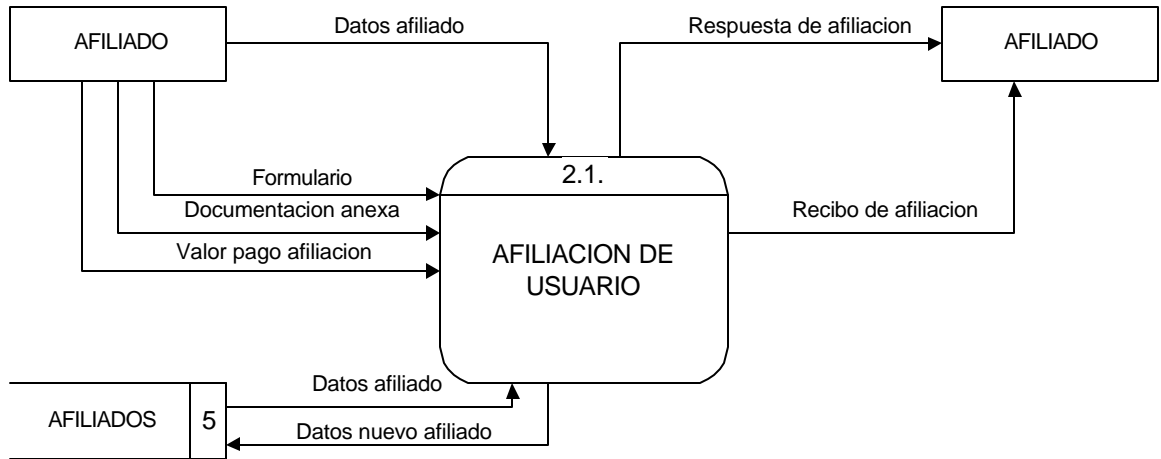 AFILIADO
Datos afiliado
Respuesta de afiliacion
AFILIADO
2.1.
Formulario
Documentacion anexa
Valor pago afiliacion
AFILIACION DE
USUARIO
Recibo de afiliacion
Datos afiliado
AFILIADOS
5
Datos nuevo afiliado